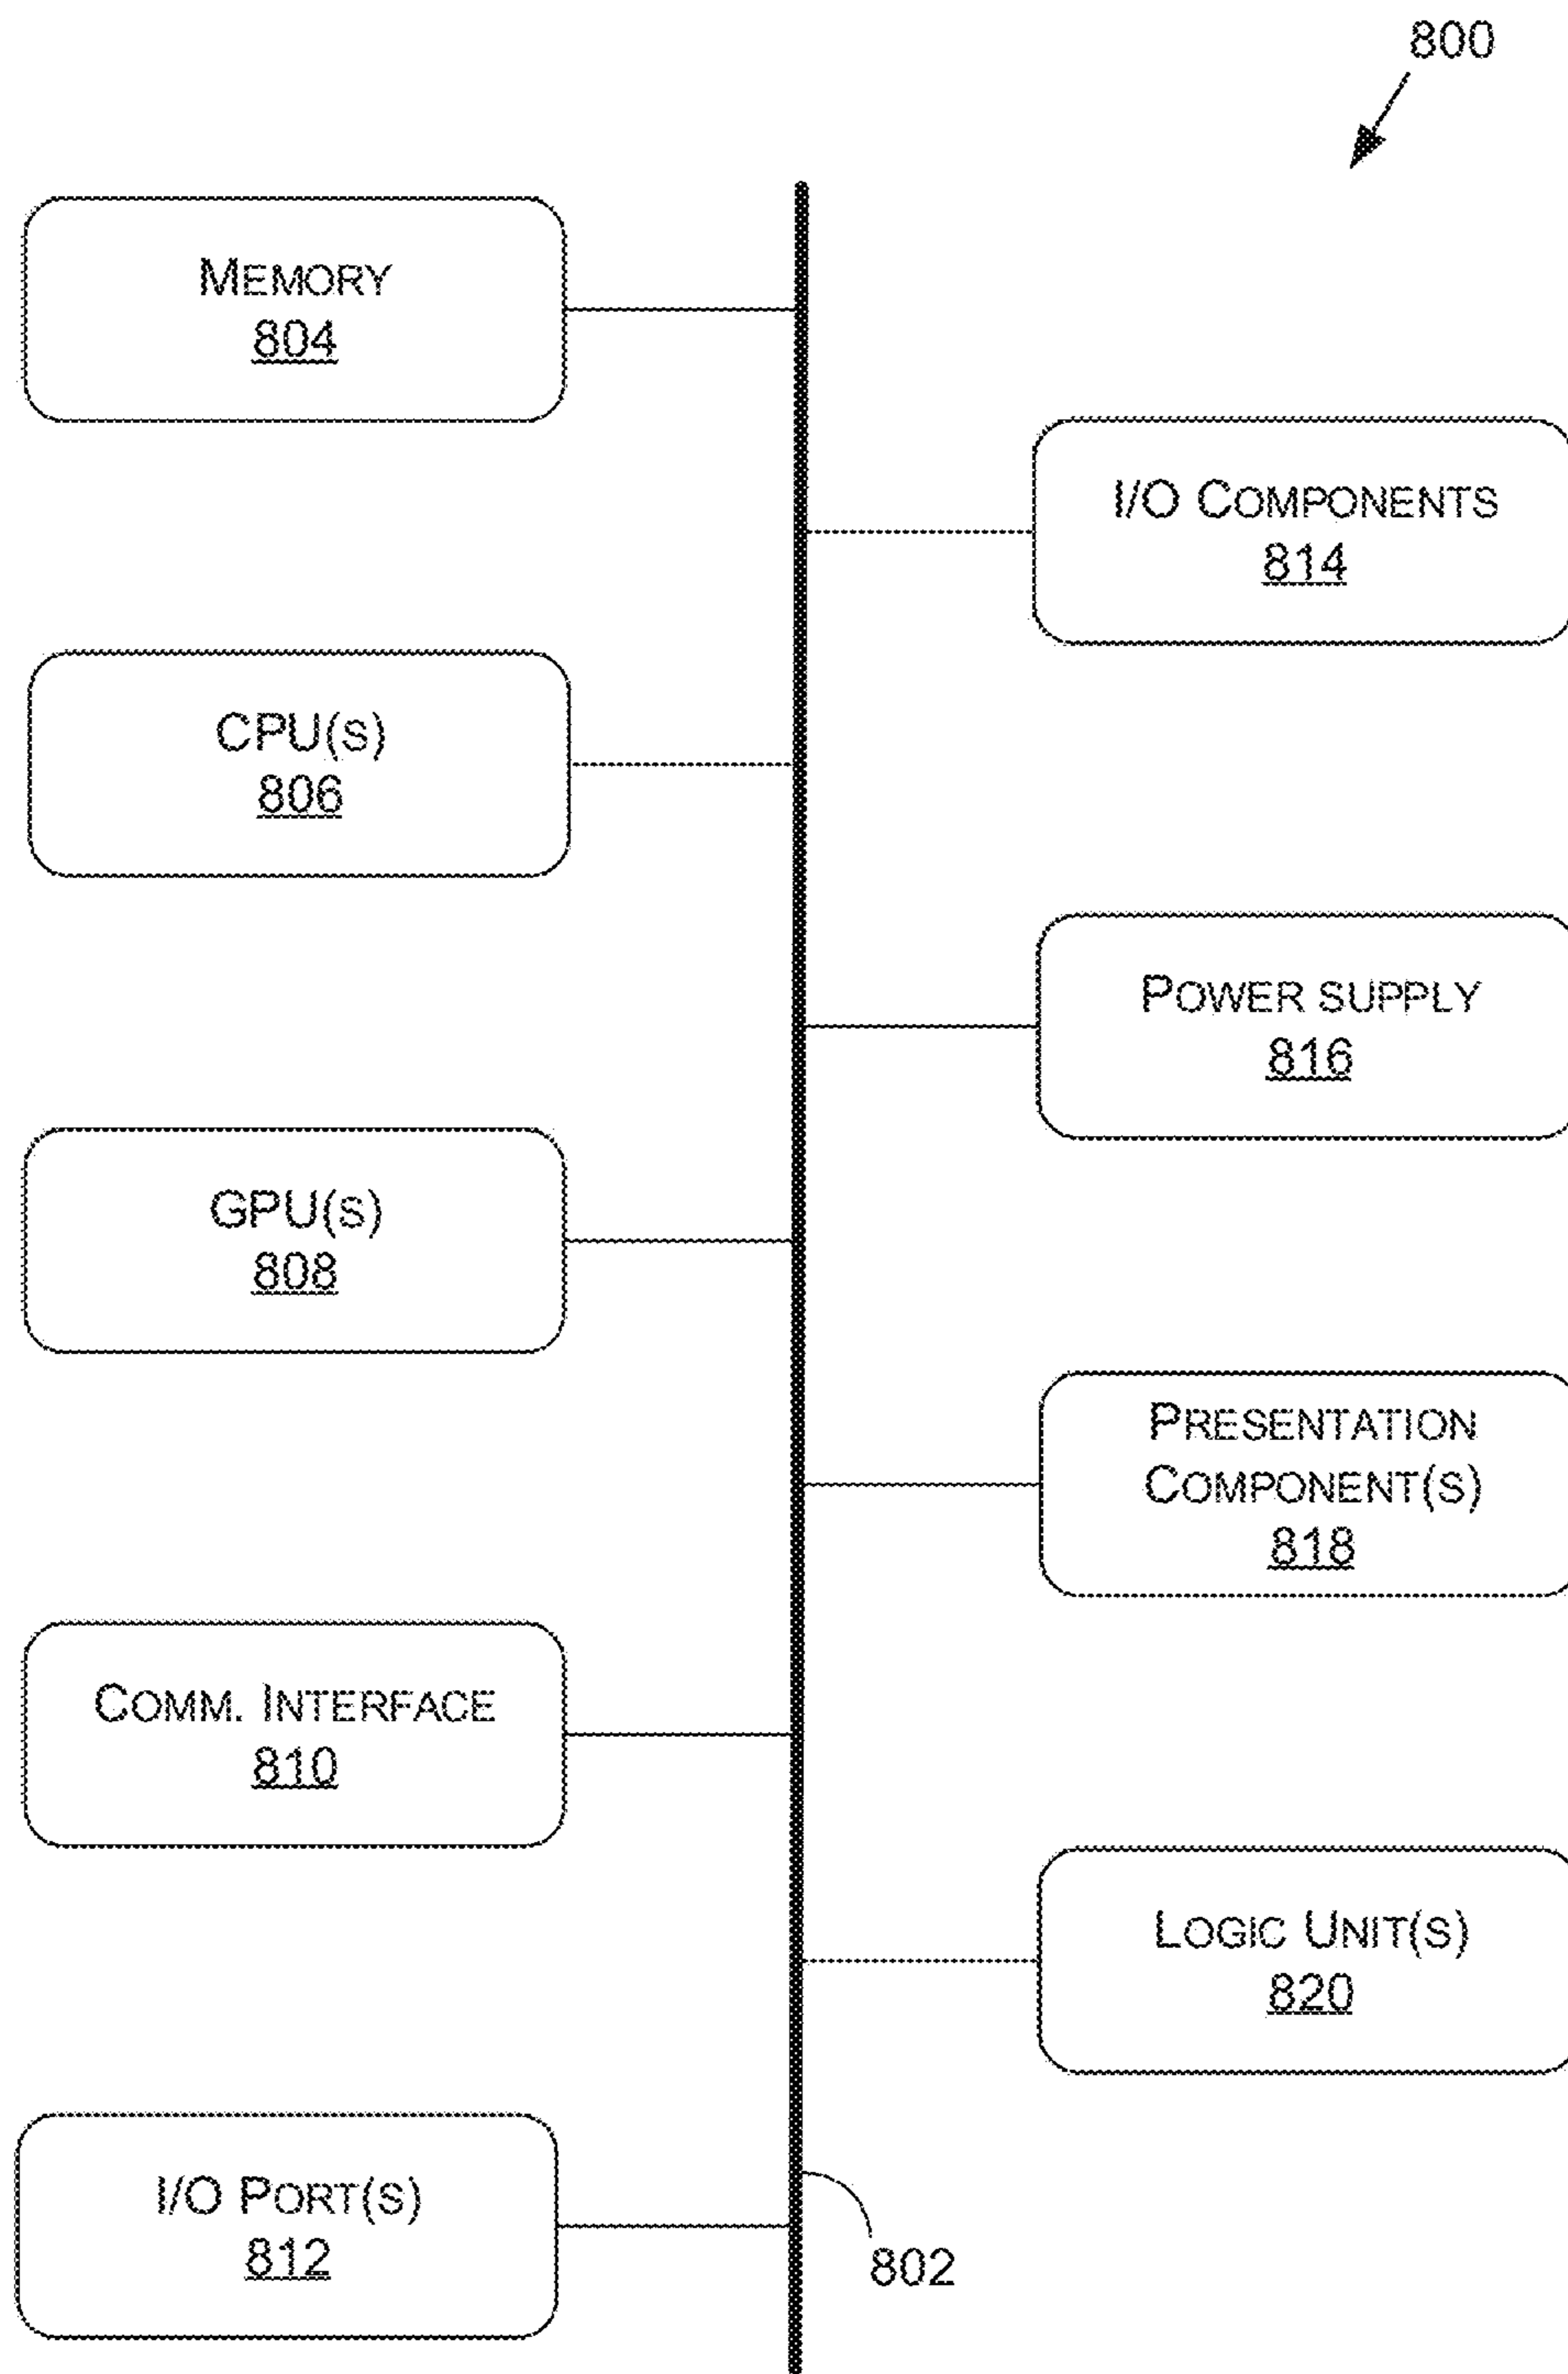 800
MEMORY
804
I/O COMPONENTS
814
CPU(S)
806
POWER SUPPLY
816
GPU(S)
808
PRESENTATION
COMPONENT(S)
818
COMM. INTERFACE
810
LOGIC UNIT(S)
820
I/O PORT(S)
812
802